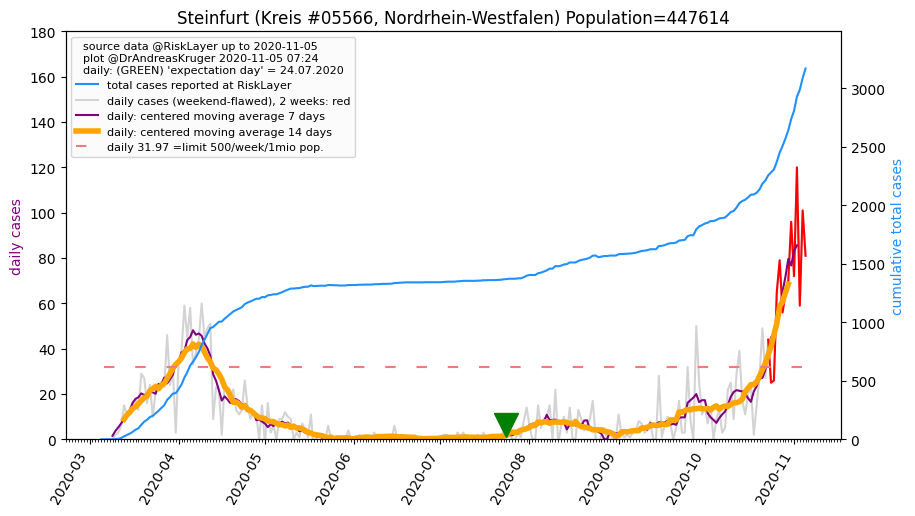 Steinfurt (Kreis #05566, Nordrhein-Westfalen) Population=447614
source data @RiskLayer up to 2020-11-05
plot @DrAndreasKruger 2020-11-05 07:24
daily: (GREEN) 'expectation day' = 24.07.2020
total cases reported at RiskLayer
daily cases (weekend-flawed), 2 weeks: red
daily: centered moving average 7 days
daily: centered moving average 14 days
daily 31.97 =limit 500/week/1mio pop.
daily cases
180
160
140
120
100
80
60
40
20
0
cumulative total cases
3000
2500
2000
1500
1000
500
0
2020-03
2020-04
2020-05
2020-06
2020-07
2020-08
2020-09
2020-10
2020-11